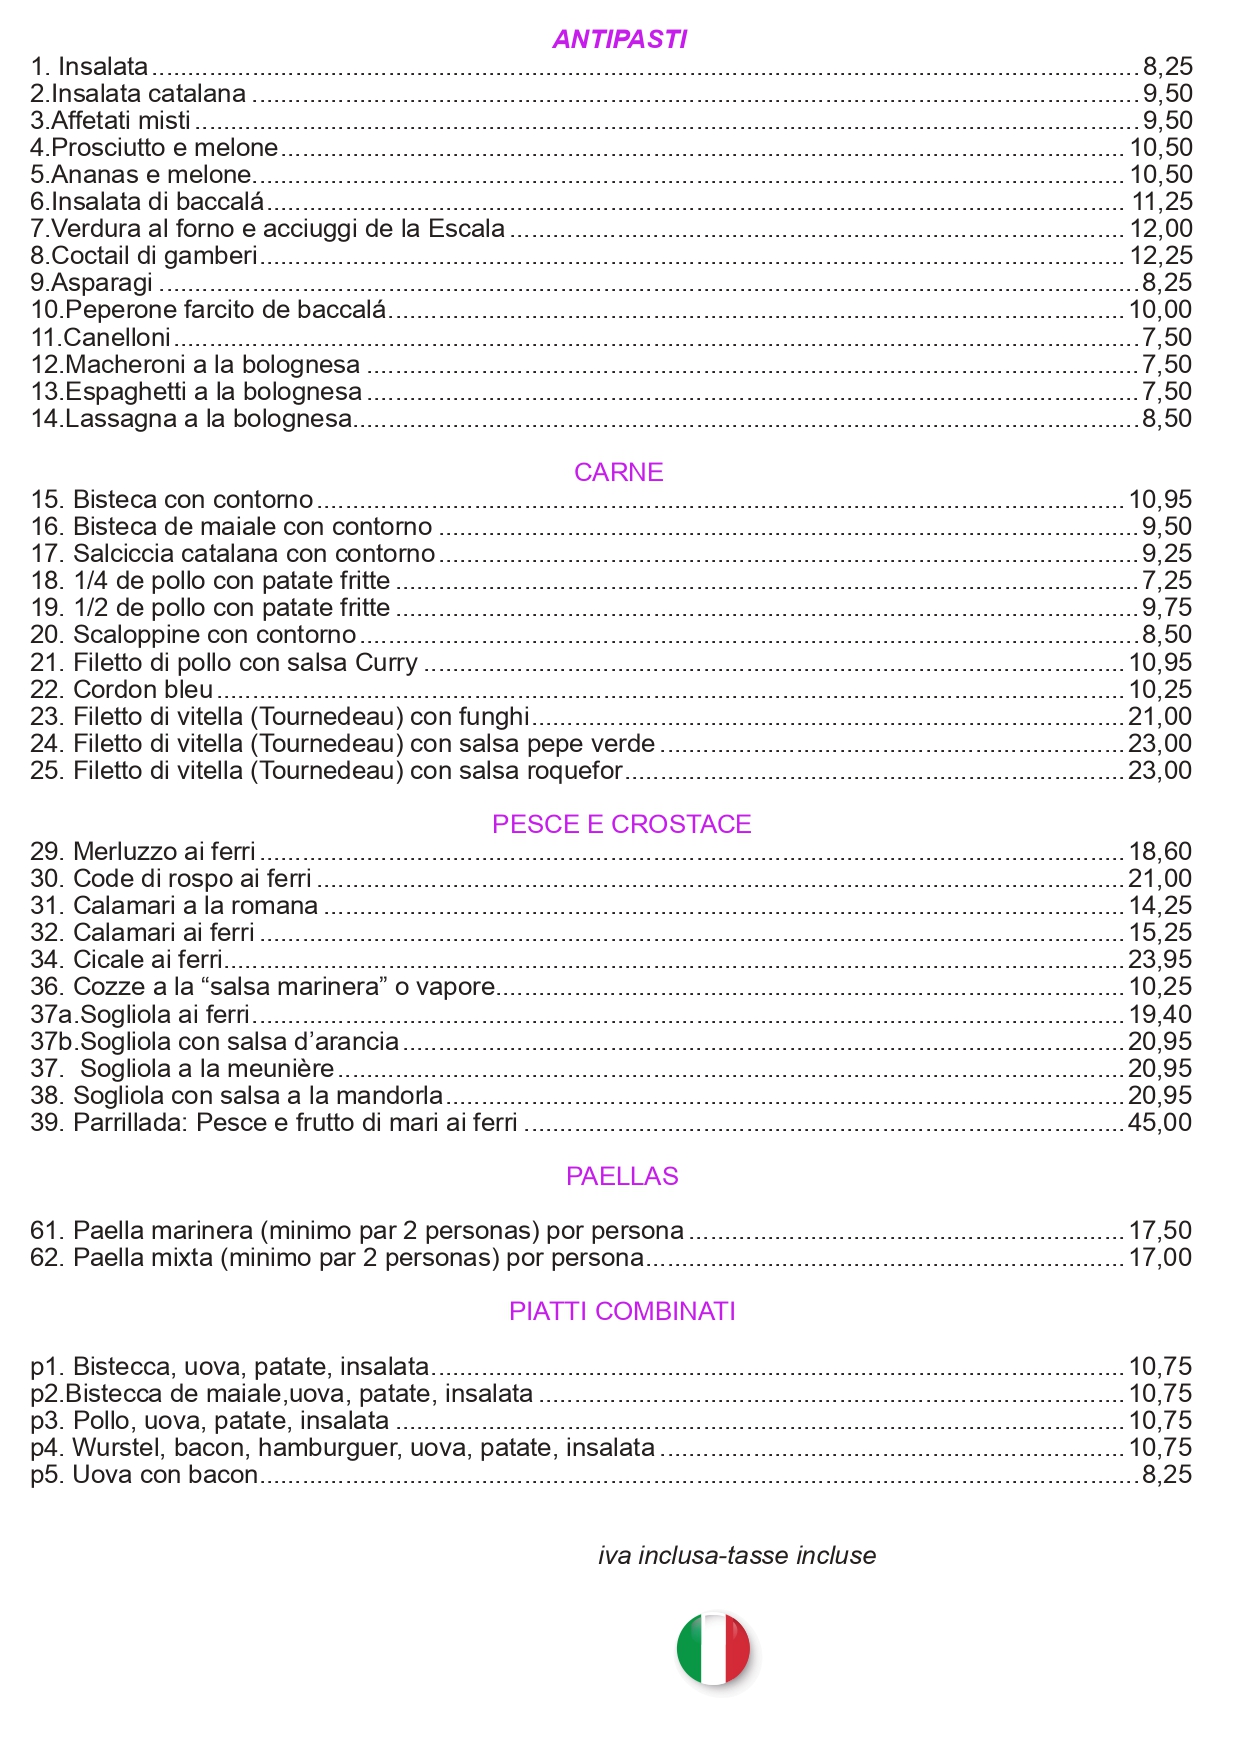 ANTIPASTI
1. Insalata 8,25
2.Insalata catalana 9,50
3.Affetati misti 9,50
4.Prosciutto e melone 10,50
5.Ananas e melone 10,50
6.Insalata di baccalá 11,25
7.Verdura al forno e acciuggi de la Escala 12,00
8.Coctail di gamberi 12,25
9.Asparagi 8,25
10.Peperone farcito de baccalá 10,00
11.Canelloni 7,50
12.Macheroni a la bolognesa 7,50
13.Espaghetti a la bolognesa 7,50
14.Lassagna a la bolognesa 8,50
CARNE
15. Bisteca con contorno 10,95
16. Bisteca de maiale con contorno 9,50
17. Salciccia catalana con contorno 9,25
18. 1/4 de pollo con patate fritte 7,25
19. 1/2 de pollo con patate fritte 9,75
20. Scaloppine con contorno 8,50
21. Filetto di pollo con salsa Curry 10,95
22. Cordon bleu 10,25
23. Filetto di vitella (Tournedeau) con funghi 21,00
24. Filetto di vitella (Tournedeau) con salsa pepe verde 23,00
25. Filetto di vitella (Tournedeau) con salsa roquefor 23,00
PESCE E CROSTACE
29. Merluzzo ai ferri 18,60
30. Code di rospo ai ferri 21,00
31. Calamari a la romana 14,25
32. Calamari ai ferri 15,25
34. Cicale ai ferri 23,95
36. Cozze a la “salsa marinera” o vapore 10,25
37a.Sogliola ai ferri 19,40
37b.Sogliola con salsa d’arancia 20,95
37. Sogliola a la meunière 20,95
38. Sogliola con salsa a la mandorla 20,95
39. Parrillada: Pesce e frutto di mari ai ferri 45,00
PAELLAS
61. Paella marinera (minimo par 2 personas) por persona 17,50
62. Paella mixta (minimo par 2 personas) por persona 17,00
PIATTI COMBINATI
p1. Bistecca, uova, patate, insalata 10,75
p2.Bistecca de maiale,uova, patate, insalata 10,75
p3. Pollo, uova, patate, insalata 10,75
p4. Wurstel, bacon, hamburguer, uova, patate, insalata 10,75
p5. Uova con bacon 8,25
iva inclusa-tasse incluse